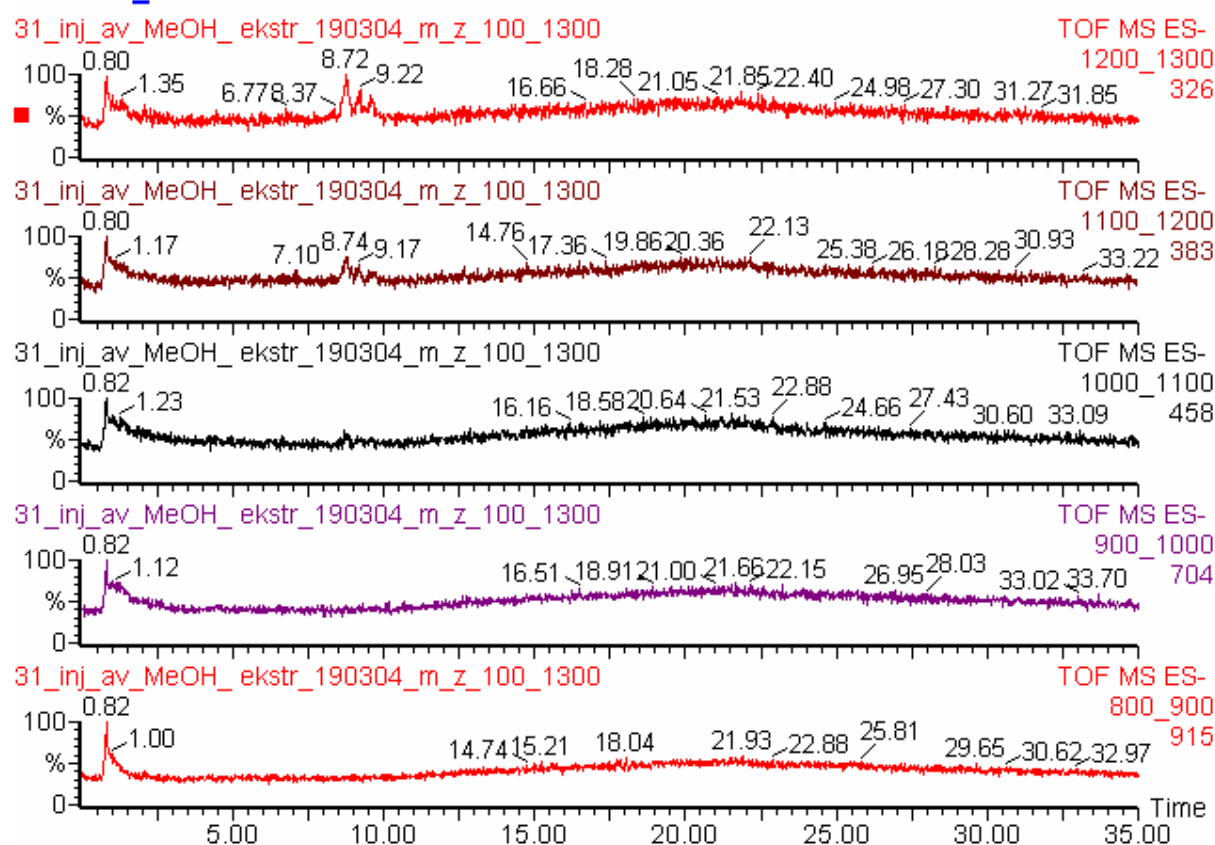 31_inj_av_MeOH_ ekstr_190304_m_z_100_1300 TOF MS ES-
1200_1300
326
100 % 0
0.80 1.35 6.77 8.37 8.72 9.22 16.66 18.28 21.05 21.85 22.40 24.98 27.30 31.27 31.85
31_inj_av_MeOH_ ekstr_190304_m_z_100_1300 TOF MS ES-
1100_1200
383
100 % 0
0.80 1.17 7.10 8.74 9.17 14.76 17.36 19.86 20.36 22.13 25.38 26.18 28.28 30.93 33.22
31_inj_av_MeOH_ ekstr_190304_m_z_100_1300 TOF MS ES-
1000_1100
458
100 % 0
0.82 1.23 16.16 18.58 20.64 21.53 22.88 24.66 27.43 30.60 33.09
31_inj_av_MeOH_ ekstr_190304_m_z_100_1300 TOF MS ES-
900_1000
704
100 % 0
0.82 1.12 16.51 18.91 21.00 21.66 22.15 26.95 28.03 33.02 33.70
31_inj_av_MeOH_ ekstr_190304_m_z_100_1300 TOF MS ES-
800_900
915
100 % 0
0.82 1.00 14.74 15.21 18.04 21.93 22.88 25.81 29.65 30.62 32.97
Time
5.00 10.00 15.00 20.00 25.00 30.00 35.00